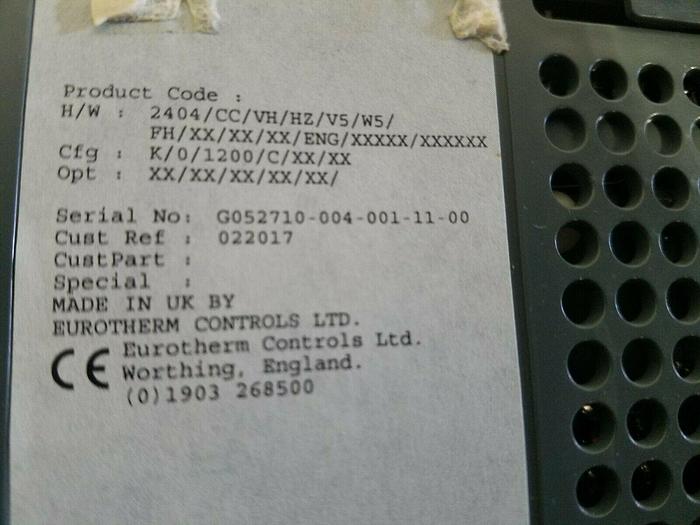 Product Code :
H/W : 2404/CC/VH/HZ/V5/W5/
FH/XX/XX/XX/ENG/XXXXX/XXXXXX
Cfg : K/0/1200/C/XX/XX
Opt : XX/XX/XX/XX/XX/
Serial No: G052710-004-001-11-00
Cust Ref : 022017
CustPart :
Special :
MADE IN UK BY
EUROTHERM CONTROLS LTD.
CE Eurotherm Controls Ltd.
Worthing, England.
(0)1903 268500